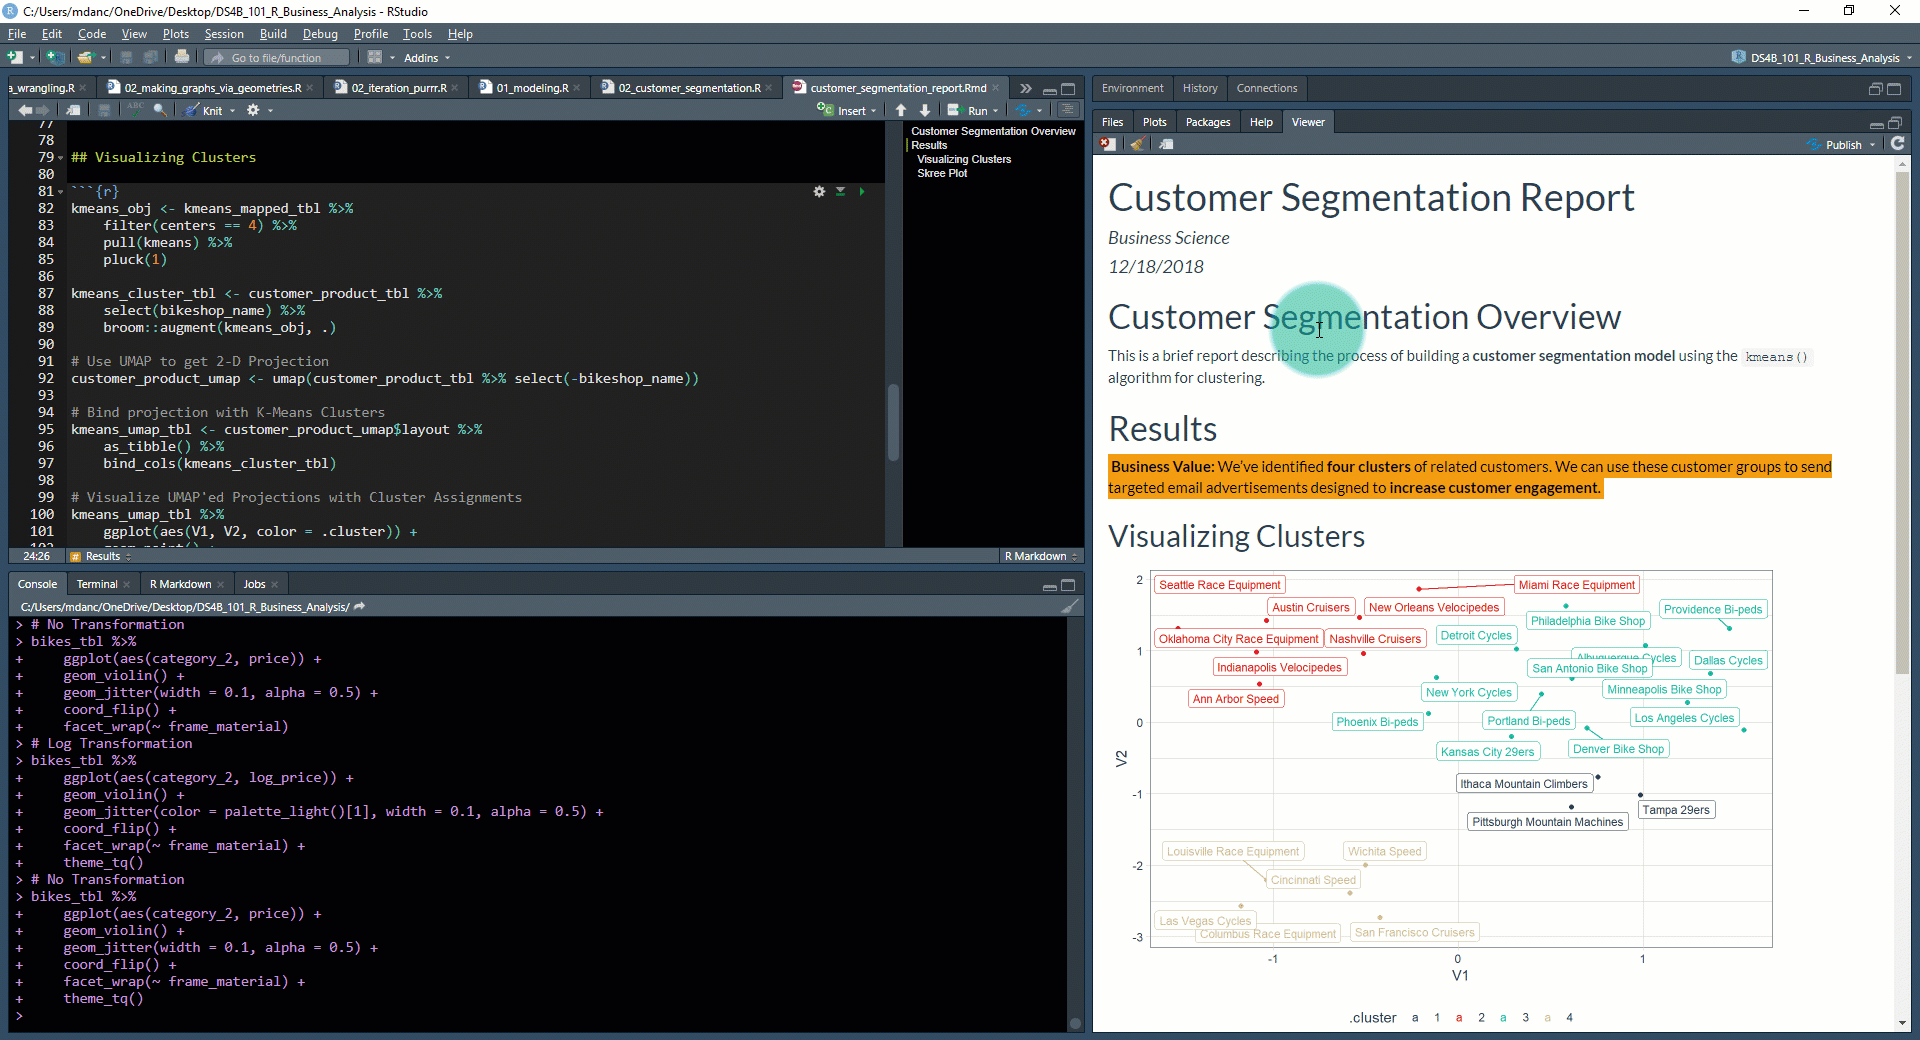 C:/Users/mdanc/OneDrive/Desktop/DS4B_101_R_Business_Analysis - RStudio
File Edit Code View Plots Session Build Debug Profile Tools Help
Go to file/function Addins DS4B_101_R_Business_Analysis
a_wrangling.R 02_making_graphs_via_geometries.R 02_iteration_purrr.R 01_modeling.R 02_customer_segmentation.R customer_segmentation_report.Rmd
ABC Knit Insert Run
77
78
79 ## Visualizing Clusters
80
81 ```{r}
82 kmeans_obj <- kmeans_mapped_tbl %>%
83 filter(centers == 4) %>%
84 pull(kmeans) %>%
85 pluck(1)
86
87 kmeans_cluster_tbl <- customer_product_tbl %>%
88 select(bikeshop_name) %>%
89 broom::augment(kmeans_obj, .)
90
91 # Use UMAP to get 2-D Projection
92 customer_product_umap <- umap(customer_product_tbl %>% select(-bikeshop_name))
93
94 # Bind projection with K-Means Clusters
95 kmeans_umap_tbl <- customer_product_umap$layout %>%
96 as_tibble() %>%
97 bind_cols(kmeans_cluster_tbl)
98
99 # Visualize UMAP'ed Projections with Cluster Assignments
100 kmeans_umap_tbl %>%
101 ggplot(aes(V1, V2, color = .cluster)) +
Customer Segmentation Overview
Results
Visualizing Clusters
Skree Plot
24:26 # Results R Markdown
Console Terminal R Markdown Jobs
C:/Users/mdanc/OneDrive/Desktop/DS4B_101_R_Business_Analysis/
> # No Transformation
> bikes_tbl %>%
+ ggplot(aes(category_2, price)) +
+ geom_violin() +
+ geom_jitter(width = 0.1, alpha = 0.5) +
+ coord_flip() +
+ facet_wrap(~ frame_material)
> # Log Transformation
> bikes_tbl %>%
+ ggplot(aes(category_2, log_price)) +
+ geom_violin() +
+ geom_jitter(color = palette_light()[1], width = 0.1, alpha = 0.5) +
+ coord_flip() +
+ facet_wrap(~ frame_material) +
+ theme_tq()
> # No Transformation
> bikes_tbl %>%
+ ggplot(aes(category_2, price)) +
+ geom_violin() +
+ geom_jitter(width = 0.1, alpha = 0.5) +
+ coord_flip() +
+ facet_wrap(~ frame_material) +
+ theme_tq()
>
Environment History Connections
Files Plots Packages Help Viewer
Publish
Customer Segmentation Report
Business Science
12/18/2018
Customer Segmentation Overview
This is a brief report describing the process of building a customer segmentation model using the kmeans()
algorithm for clustering.
Results
Business Value: We've identified four clusters of related customers. We can use these customer groups to send
targeted email advertisements designed to increase customer engagement.
Visualizing Clusters
2 Seattle Race Equipment Miami Race Equipment
Austin Cruisers New Orleans Velocipedes Providence Bi-peds
Philadelphia Bike Shop
Oklahoma City Race Equipment Nashville Cruisers Detroit Cycles
1 Albuquerque Cycles Dallas Cycles
Indianapolis Velocipedes San Antonio Bike Shop
Ann Arbor Speed New York Cycles Minneapolis Bike Shop
0 Phoenix Bi-peds Portland Bi-peds Los Angeles Cycles
Kansas City 29ers Denver Bike Shop
V2
Ithaca Mountain Climbers
-1
Tampa 29ers
Pittsburgh Mountain Machines
Louisville Race Equipment Wichita Speed
-2
Cincinnati Speed
Las Vegas Cycles
-3 Columbus Race Equipment San Francisco Cruisers
-1 0 1
V1
.cluster a 1 a 2 a 3 a 4